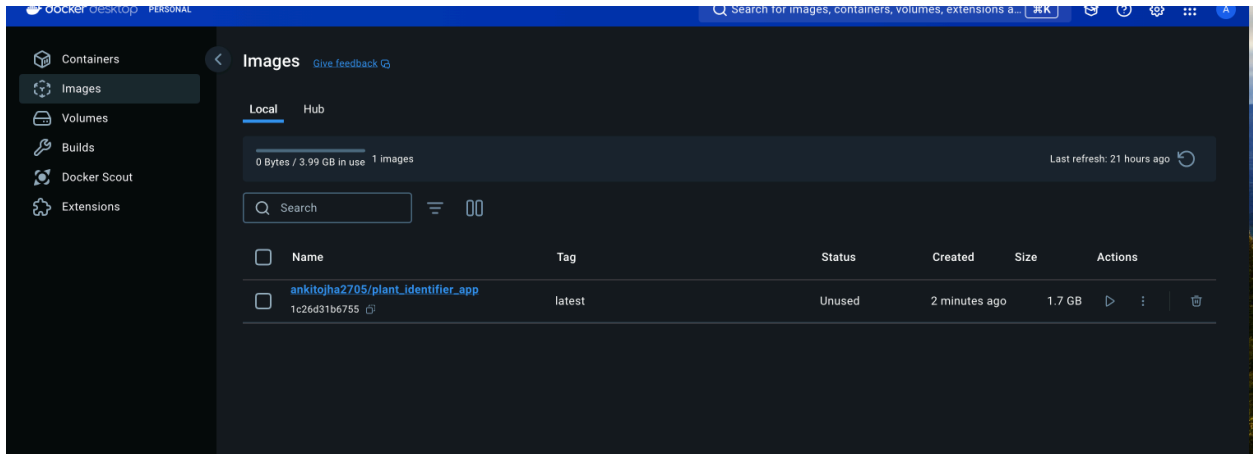 docker desktop PERSONAL
Search for images, containers, volumes, extensions a... ⌘K
A
Containers
Images
Volumes
Builds
Docker Scout
Extensions
Images Give feedback
Local Hub
0 Bytes / 3.99 GB in use 1 images
Last refresh: 21 hours ago
Search
Name Tag Status Created Size Actions
ankitojha2705/plant_identifier_app
latest Unused 2 minutes ago 1.7 GB
1c26d31b6755